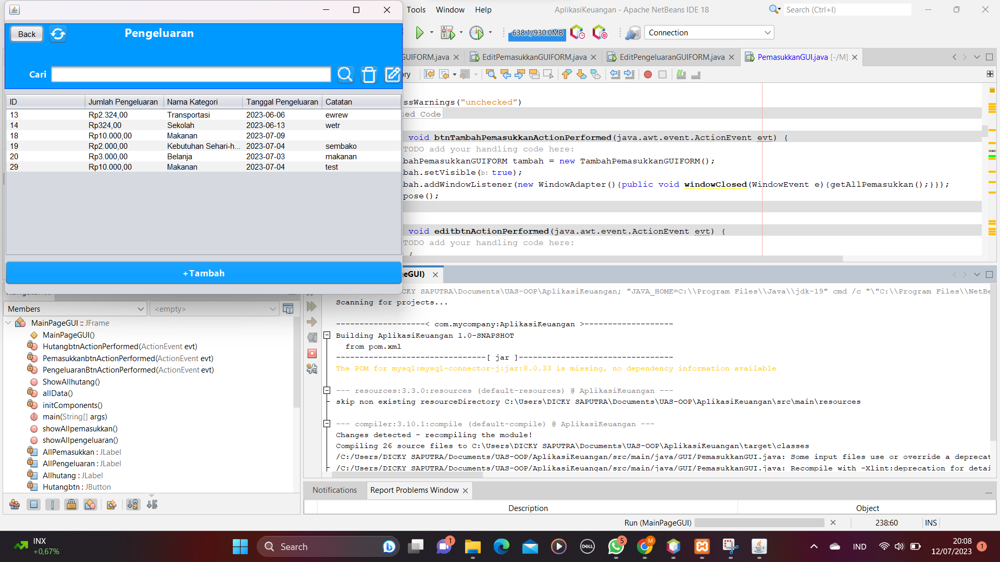 Back
Pengeluaran
Cari
ID Jumlah Pengeluaran Nama Kategori Tanggal Pengeluaran Catatan
13 Rp2.324,00 Transportasi 2023-06-06 ewrew
14 Rp324,00 Sekolah 2023-06-13 wetr
18 Rp10.000,00 Makanan 2023-07-09
19 Rp2.000,00 Kebutuhan Sehari-h... 2023-07-04 sembako
20 Rp3.000,00 Belanja 2023-07-03 makanan
29 Rp10.000,00 Makanan 2023-07-04 test
+Tambah
Tools Window Help
AplikasiKeuangan - Apache NetBeans IDE 18
Search (Ctrl+I)
638.1/930.0MB
Connection
GUIFORM.java EditPemasukkanGUIFORM.java EditPengeluaranGUIFORM.java PemasukkanGUI.java [-/M]
ry
ssWarnings("unchecked")
ted Code
void btnTambahPemasukkanActionPerformed(java.awt.event.ActionEvent evt) {
TODO add your handling code here:
bahPemasukkanGUIFORM tambah = new TambahPemasukkanGUIFORM();
bah.setVisible(b: true);
bah.addWindowListener(new WindowAdapter(){public void windowClosed(WindowEvent e){getAllPemasukkan();}});
pose();
void editbtnActionPerformed(java.awt.event.ActionEvent evt) {
TODO add your handling code here:
{
eGUI)
CKY SAPUTRA\Documents\UAS-OOP\AplikasiKeuangan; "JAVA_HOME=C:\\Program Files\\Java\\jdk-19" cmd /c "\"C:\\Program Files\\NetBe
Scanning for projects...
-------------------< com.mycompany:AplikasiKeuangan >-------------------
Building AplikasiKeuangan 1.0-SNAPSHOT
from pom.xml
--------------------------------[ jar ]---------------------------------
The POM for mysql:mysql-connector-j:jar:8.0.33 is missing, no dependency information available
--- resources:3.3.0:resources (default-resources) @ AplikasiKeuangan ---
skip non existing resourceDirectory C:\Users\DICKY SAPUTRA\Documents\UAS-OOP\AplikasiKeuangan\src\main\resources
--- compiler:3.10.1:compile (default-compile) @ AplikasiKeuangan ---
Changes detected - recompiling the module!
Compiling 26 source files to C:\Users\DICKY SAPUTRA\Documents\UAS-OOP\AplikasiKeuangan\target\classes
/C:/Users/DICKY SAPUTRA/Documents/UAS-OOP/AplikasiKeuangan/src/main/java/GUI/PemasukkanGUI.java: Some input files use or override a deprecat
/C:/Users/DICKY SAPUTRA/Documents/UAS-OOP/AplikasiKeuangan/src/main/java/GUI/PemasukkanGUI.java: Recompile with -Xlint:deprecation for detai
Members <empty>
MainPageGUI :: JFrame
MainPageGUI()
HutangbtnActionPerformed(ActionEvent evt)
PemasukkanbtnActionPerformed(ActionEvent evt)
PengeluaranBtnActionPerformed(ActionEvent evt)
ShowAllhutang()
allData()
initComponents()
main(String[] args)
showAllpemasukkan()
showAllpengeluaran()
AllPemasukkan : JLabel
AllPengeluaran : JLabel
Allhutang : JLabel
Hutangbtn : JButton
Notifications Report Problems Window
Description Object
Run (MainPageGUI) 238:60 INS
INX
+0,67%
Search
1
5
M
DELL
IND
20:08
12/07/2023
1